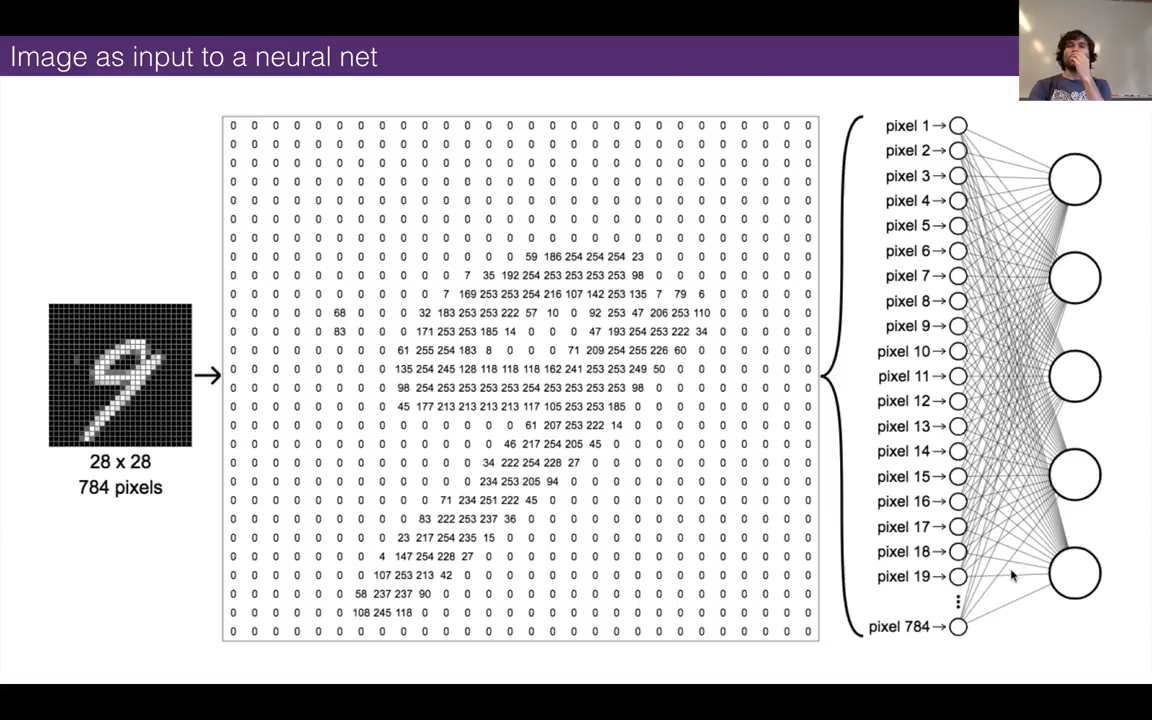 Image as input to a neural net
28 x 28
784 pixels
0 0 0 0 0 0 0 0 0 0 0 0 0 0 0 0 0 0 0 0 0 0 0 0 0 0 0 0
0 0 0 0 0 0 0 0 0 0 0 0 0 0 0 0 0 0 0 0 0 0 0 0 0 0 0 0
0 0 0 0 0 0 0 0 0 0 0 0 0 0 0 0 0 0 0 0 0 0 0 0 0 0 0 0
0 0 0 0 0 0 0 0 0 0 0 0 0 0 0 0 0 0 0 0 0 0 0 0 0 0 0 0
0 0 0 0 0 0 0 0 0 0 0 0 0 0 0 0 0 0 0 0 0 0 0 0 0 0 0 0
0 0 0 0 0 0 0 0 0 0 0 0 0 0 0 0 0 0 0 0 0 0 0 0 0 0 0 0
0 0 0 0 0 0 0 0 0 0 0 0 0 0 0 0 0 0 0 0 0 0 0 0 0 0 0 0
0 0 0 0 0 0 0 0 0 0 0 0 0 0 59 186 254 254 254 23 0 0 0 0 0 0 0 0
0 0 0 0 0 0 0 0 0 0 0 7 35 192 254 253 253 253 253 98 0 0 0 0 0 0 0 0
0 0 0 0 0 0 0 0 0 0 7 169 253 253 254 216 107 142 253 135 7 79 6 0 0 0 0 0
0 0 0 0 0 68 0 0 0 32 183 253 253 222 57 10 0 92 253 47 206 253 110 0 0 0 0 0
0 0 0 0 0 83 0 0 0 171 253 253 185 14 0 0 0 47 193 254 253 222 34 0 0 0 0 0
0 0 0 0 0 0 0 0 61 255 254 183 8 0 0 0 71 209 254 255 226 60 0 0 0 0 0 0
0 0 0 0 0 0 0 0 135 254 245 128 118 118 118 162 241 253 253 249 50 0 0 0 0 0 0 0
0 0 0 0 0 0 0 0 98 254 253 253 253 253 254 253 253 253 253 98 0 0 0 0 0 0 0 0
0 0 0 0 0 0 0 0 45 177 213 213 213 213 117 105 253 253 185 0 0 0 0 0 0 0 0 0
0 0 0 0 0 0 0 0 0 0 0 0 0 0 61 207 253 222 14 0 0 0 0 0 0 0 0 0
0 0 0 0 0 0 0 0 0 0 0 0 0 46 217 254 205 45 0 0 0 0 0 0 0 0 0 0
0 0 0 0 0 0 0 0 0 0 0 0 34 222 254 228 27 0 0 0 0 0 0 0 0 0 0 0
0 0 0 0 0 0 0 0 0 0 0 0 234 253 205 94 0 0 0 0 0 0 0 0 0 0 0 0
0 0 0 0 0 0 0 0 0 0 71 234 251 222 45 0 0 0 0 0 0 0 0 0 0 0 0 0
0 0 0 0 0 0 0 0 0 83 222 253 237 36 0 0 0 0 0 0 0 0 0 0 0 0 0 0
0 0 0 0 0 0 0 0 23 217 254 235 15 0 0 0 0 0 0 0 0 0 0 0 0 0 0 0
0 0 0 0 0 0 0 4 147 254 228 27 0 0 0 0 0 0 0 0 0 0 0 0 0 0 0 0
0 0 0 0 0 0 0 107 253 213 42 0 0 0 0 0 0 0 0 0 0 0 0 0 0 0 0 0
0 0 0 0 0 0 58 237 237 90 0 0 0 0 0 0 0 0 0 0 0 0 0 0 0 0 0 0
0 0 0 0 0 0 108 245 118 0 0 0 0 0 0 0 0 0 0 0 0 0 0 0 0 0 0 0
0 0 0 0 0 0 0 0 0 0 0 0 0 0 0 0 0 0 0 0 0 0 0 0 0 0 0 0
pixel 1→
pixel 2→
pixel 3→
pixel 4→
pixel 5→
pixel 6→
pixel 7→
pixel 8→
pixel 9→
pixel 10→
pixel 11→
pixel 12→
pixel 13→
pixel 14→
pixel 15→
pixel 16→
pixel 17→
pixel 18→
pixel 19→
pixel 784→